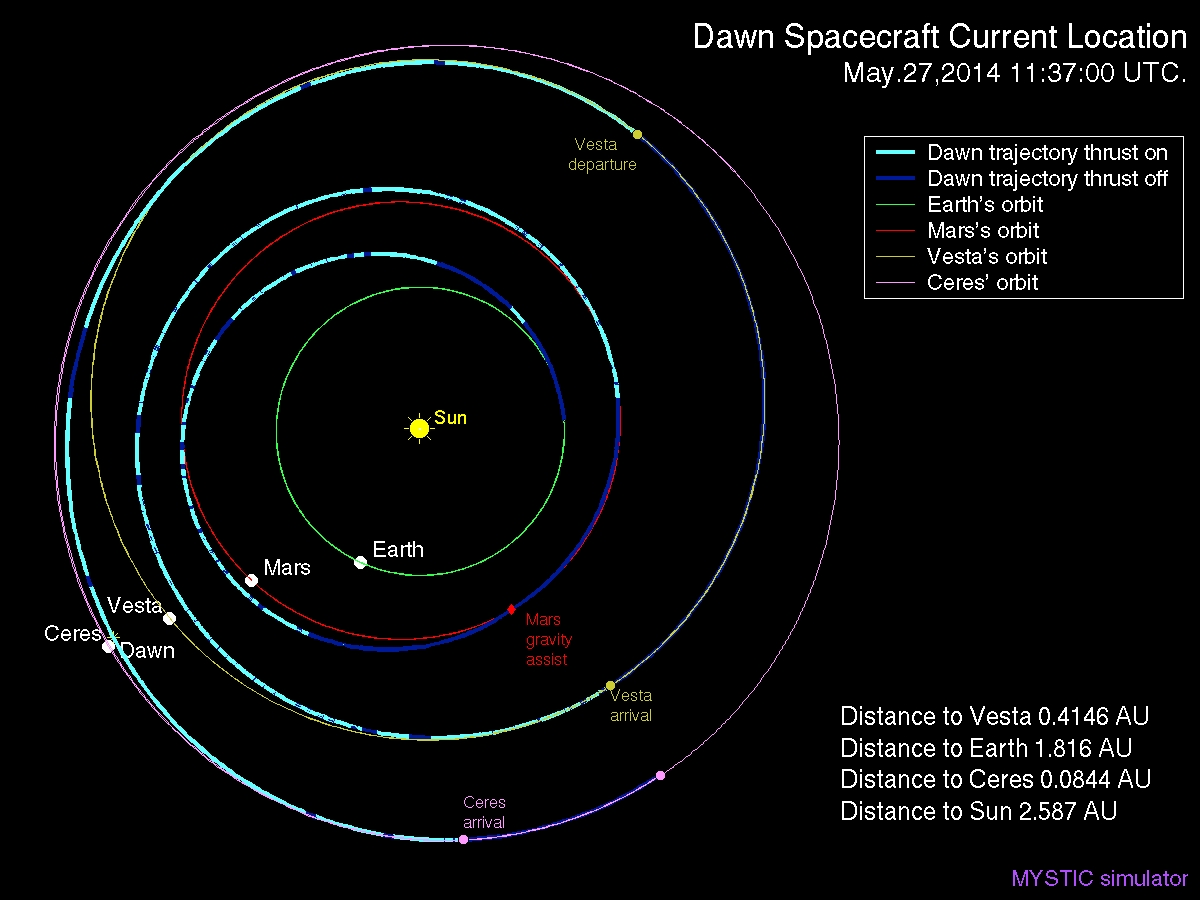 Dawn Spacecraft Current Location
May.27,2014 11:37:00 UTC.
Dawn trajectory thrust on
Dawn trajectory thrust off
Earth's orbit
Mars's orbit
Vesta's orbit
Ceres' orbit
Vesta
departure
Sun
Earth
Mars
Vesta
Ceres
Dawn
Mars
gravity
assist
Vesta
arrival
Ceres
arrival
Distance to Vesta 0.4146 AU
Distance to Earth 1.816 AU
Distance to Ceres 0.0844 AU
Distance to Sun 2.587 AU
MYSTIC simulator